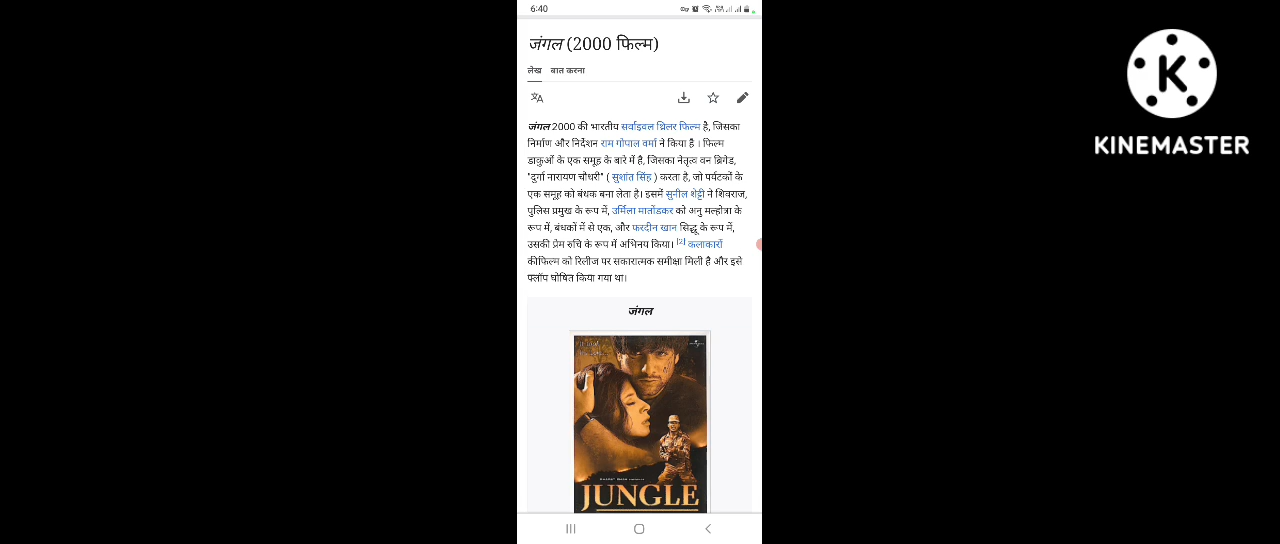 6:40
जंगल (2000 फिल्म)
लेख बात करना
जंगल 2000 की भारतीय सर्वाइवल थ्रिलर फिल्म है, जिसका
निर्माण और निर्देशन राम गोपाल वर्मा ने किया है । फिल्म
डाकुओं के एक समूह के बारे में है, जिसका नेतृत्व वन ब्रिगेड,
"दुर्गा नारायण चौधरी" ( सुशांत सिंह ) करता है, जो पर्यटकों के
एक समूह को बंधक बना लेता है। इसमें सुनील शेट्टी ने शिवराज,
पुलिस प्रमुख के रूप में, उर्मिला मातोंडकर को अनु मल्होत्रा के
रूप में, बंधकों में से एक, और फरदीन खान सिद्धू के रूप में,
उसकी प्रेम रुचि के रूप में अभिनय किया। [2] कलाकारों
कीफिल्म को रिलीज पर सकारात्मक समीक्षा मिली है और इसे
फ्लॉप घोषित किया गया था।
जंगल
JUNGLE
K
KINEMASTER